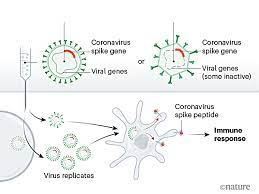 Coronavirus
spike gene
Viral genes
or
Coronavirus
spike gene
Viral genes
(some inactive)
Coronavirus
spike peptide
Immune
response
Virus replicates
©nature